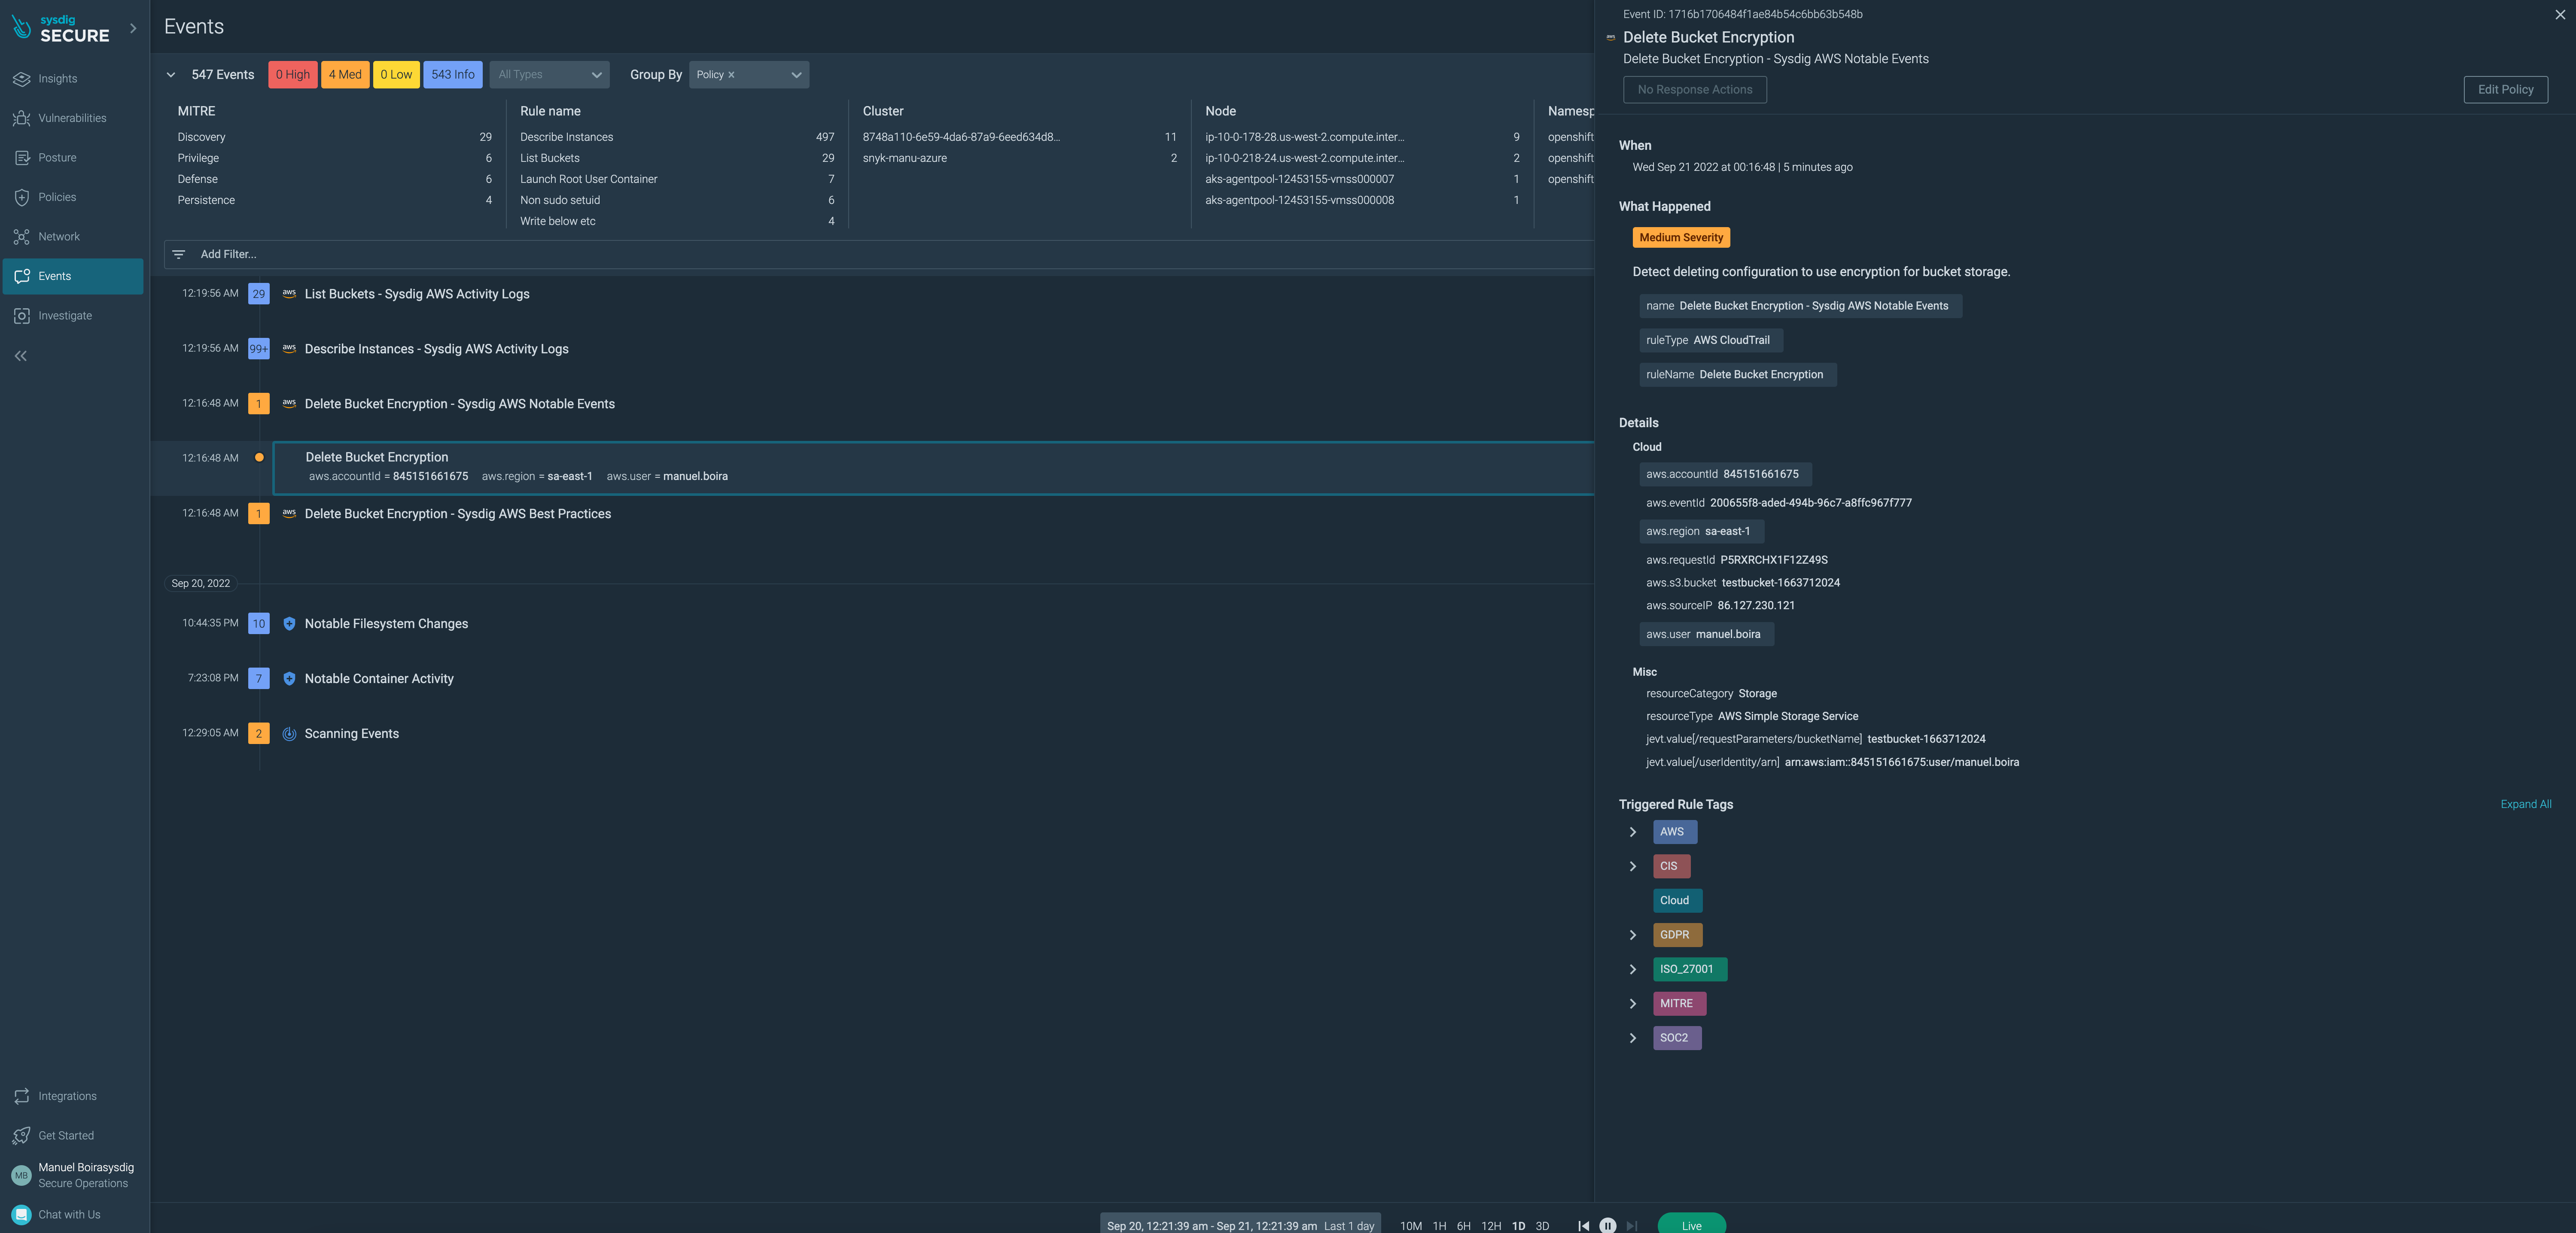 sysdig
SECURE
Insights
Vulnerabilities
Posture
Policies
Network
Events
Investigate
Integrations
Get Started
MB
Manuel Boirasysdig
Secure Operations
Chat with Us
Events
547 Events 0 High 4 Med 0 Low 543 Info All Types Group By Policy ×
MITRE
Discovery 29
Privilege 6
Defense 6
Persistence 4
Rule name
Describe Instances 497
List Buckets 29
Launch Root User Container 7
Non sudo setuid 6
Write below etc 4
Cluster
8748a110-6e59-4da6-87a9-6eed634d8... 11
snyk-manu-azure 2
Node
ip-10-0-178-28.us-west-2.compute.inter... 9
ip-10-0-218-24.us-west-2.compute.inter... 2
aks-agentpool-12453155-vmss000007 1
aks-agentpool-12453155-vmss000008 1
Namesp
openshift
openshift
openshift
Add Filter...
12:19:56 AM 29 aws List Buckets - Sysdig AWS Activity Logs
12:19:56 AM 99+ aws Describe Instances - Sysdig AWS Activity Logs
12:16:48 AM 1 aws Delete Bucket Encryption - Sysdig AWS Notable Events
12:16:48 AM Delete Bucket Encryption
aws.accountId = 845151661675 aws.region = sa-east-1 aws.user = manuel.boira
12:16:48 AM 1 aws Delete Bucket Encryption - Sysdig AWS Best Practices
Sep 20, 2022
10:44:35 PM 10 Notable Filesystem Changes
7:23:08 PM 7 Notable Container Activity
12:29:05 AM 2 Scanning Events
Sep 20, 12:21:39 am - Sep 21, 12:21:39 am Last 1 day 10M 1H 6H 12H 1D 3D Live
Event ID: 1716b1706484f1ae84b54c6bb63b548b
aws Delete Bucket Encryption
Delete Bucket Encryption - Sysdig AWS Notable Events
No Response Actions Edit Policy
When
Wed Sep 21 2022 at 00:16:48 | 5 minutes ago
What Happened
Medium Severity
Detect deleting configuration to use encryption for bucket storage.
name Delete Bucket Encryption - Sysdig AWS Notable Events
ruleType AWS CloudTrail
ruleName Delete Bucket Encryption
Details
Cloud
aws.accountId 845151661675
aws.eventId 200655f8-aded-494b-96c7-a8ffc967f777
aws.region sa-east-1
aws.requestId P5RXRCHX1F12Z49S
aws.s3.bucket testbucket-1663712024
aws.sourceIP 86.127.230.121
aws.user manuel.boira
Misc
resourceCategory Storage
resourceType AWS Simple Storage Service
jevt.value[/requestParameters/bucketName] testbucket-1663712024
jevt.value[/userIdentity/arn] arn:aws:iam::845151661675:user/manuel.boira
Triggered Rule Tags Expand All
AWS
CIS
Cloud
GDPR
ISO_27001
MITRE
SOC2